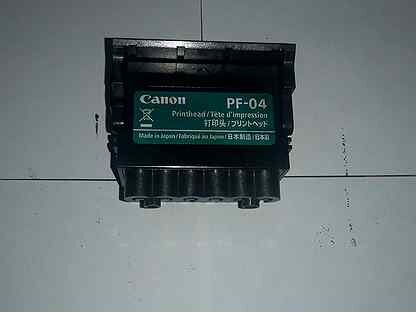 Canon PF-04
Printhead / Tête d'impression
打印头 / プリントヘッド
Made in Japan / Fabriqué au Japon / 日本製造 / 日本制造